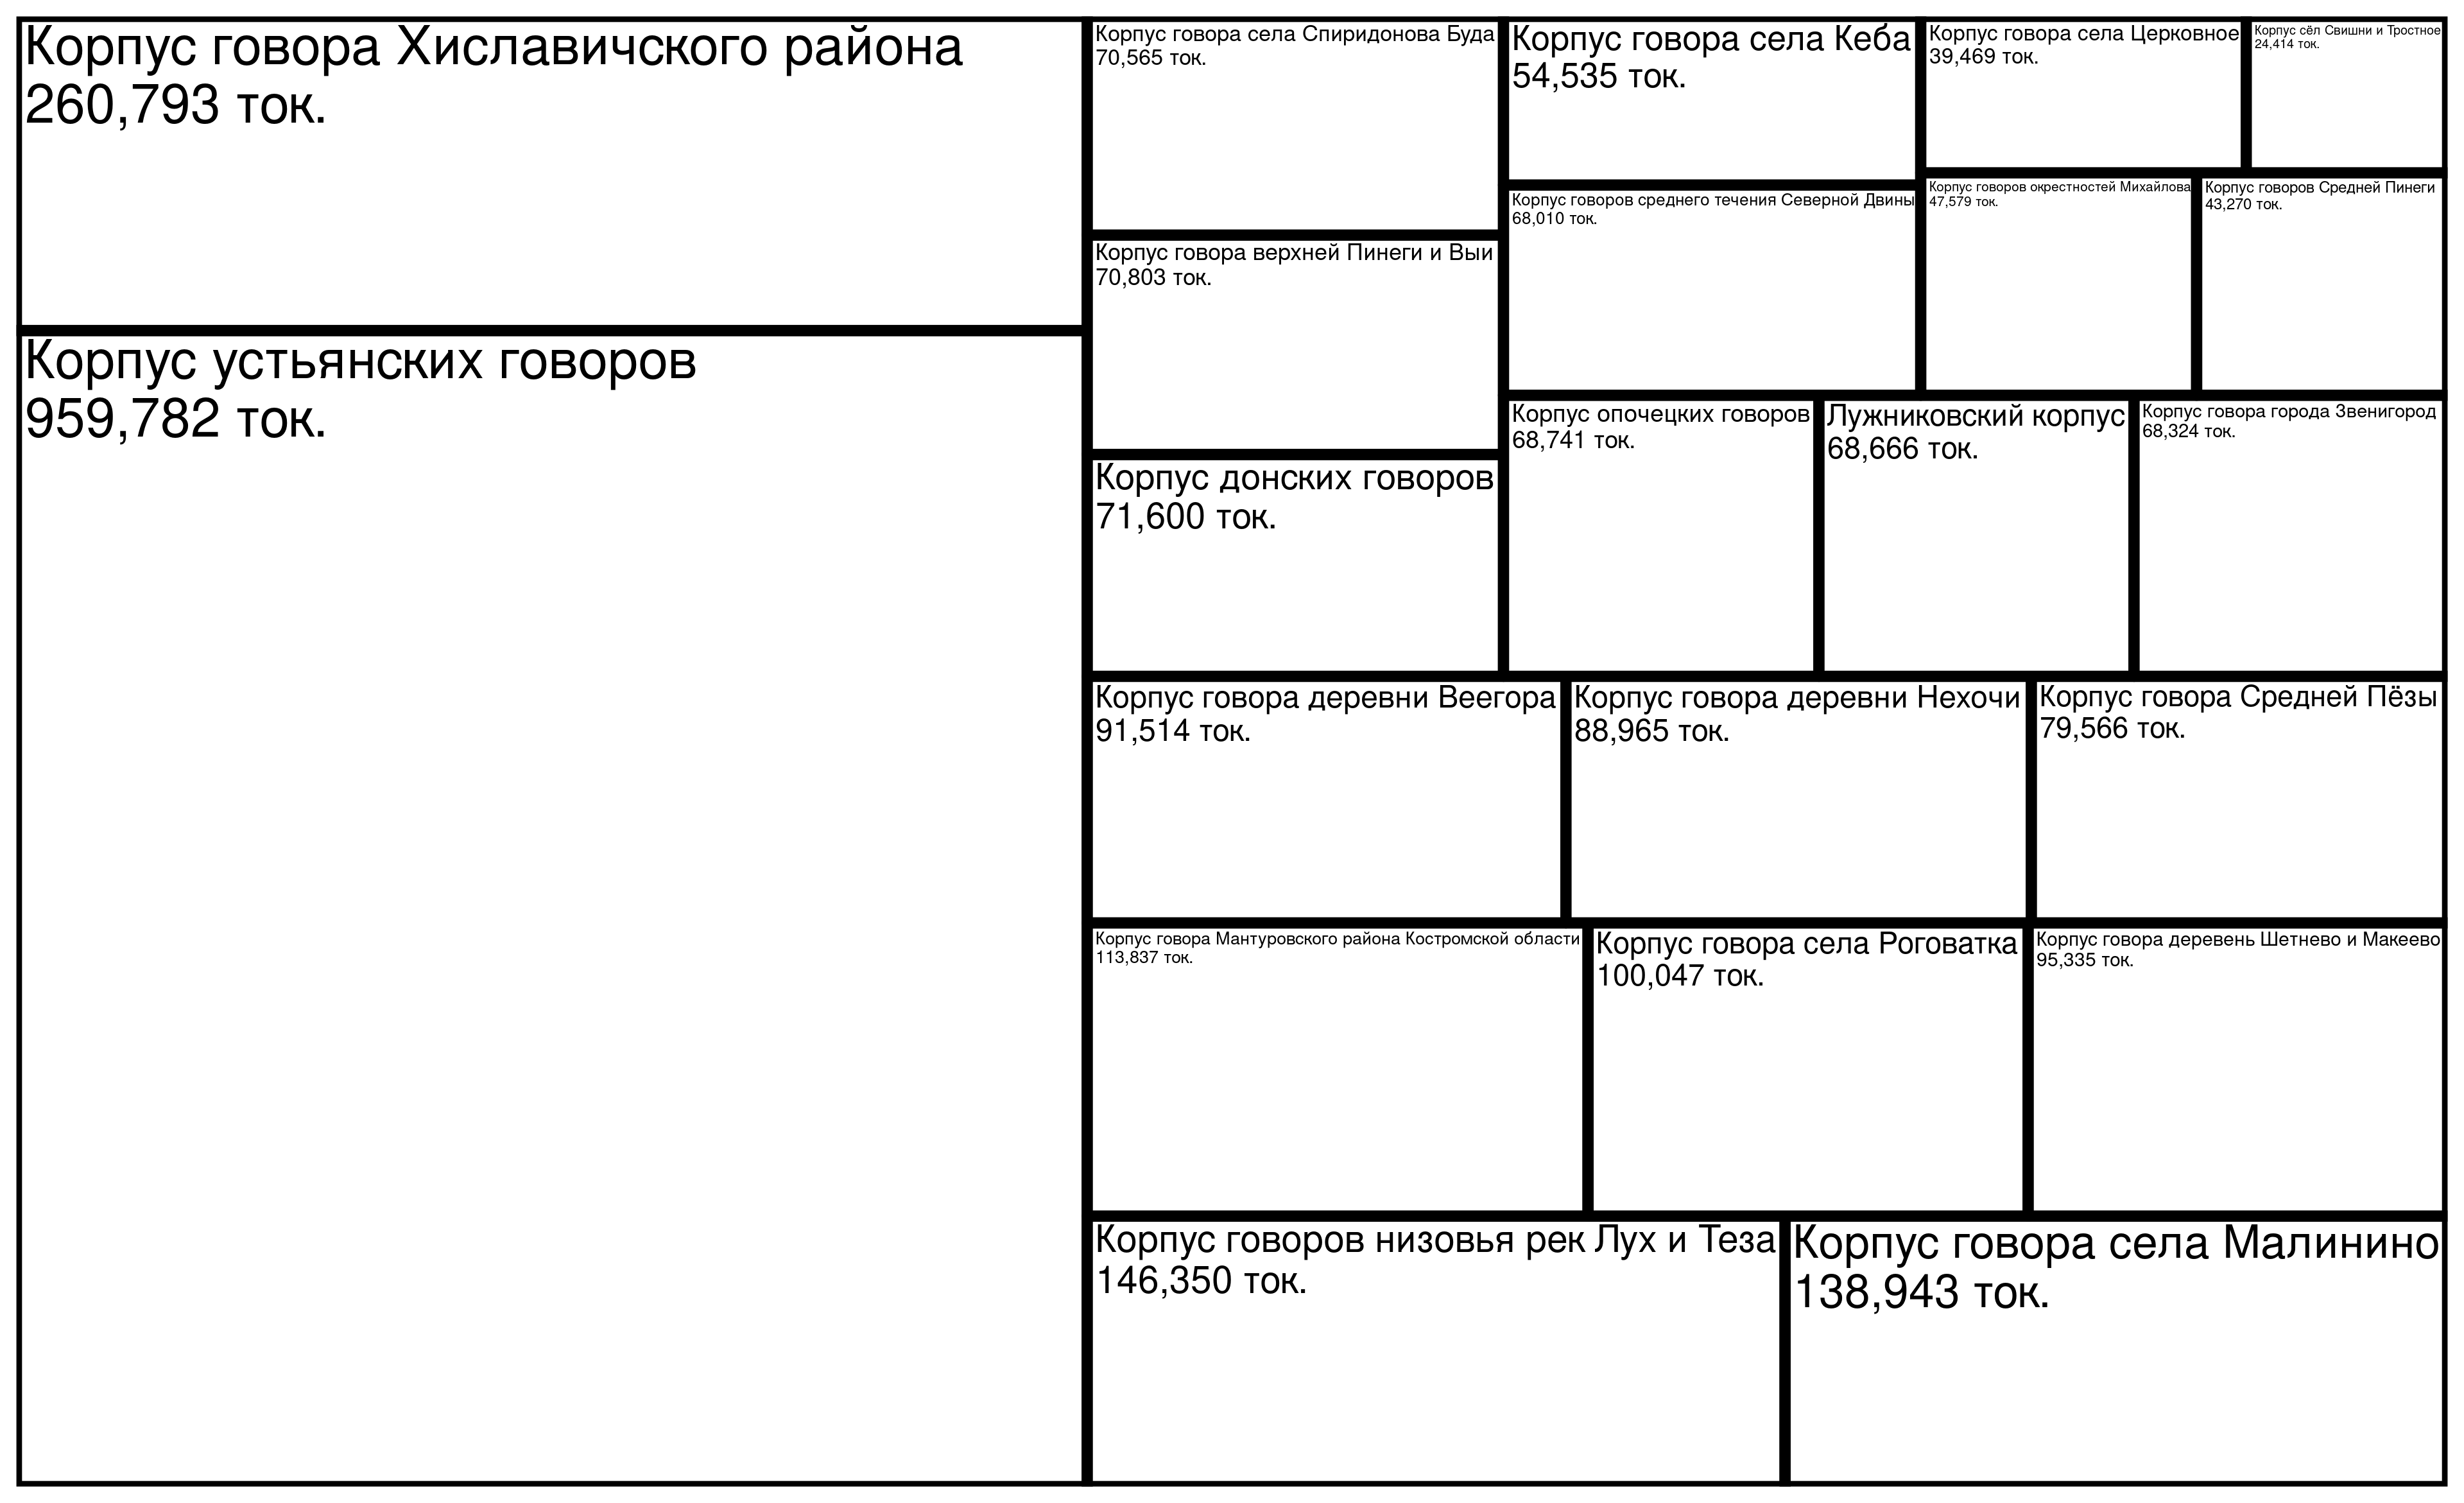 Корпус говора Хиславичского района
260,793 ток.
Корпус устьянских говоров
959,782 ток.
Корпус говора села Спиридонова Буда
70,565 ток.
Корпус говора верхней Пинеги и Выи
70,803 ток.
Корпус донских говоров
71,600 ток.
Корпус говора села Кеба
54,535 ток.
Корпус говоров среднего течения Северной Двины
68,010 ток.
Корпус говора села Церковное
39,469 ток.
Корпус сёл Свишни и Тростное
24,414 ток.
Корпус говоров окрестностей Михайлова
47,579 ток.
Корпус говоров Средней Пинеги
43,270 ток.
Корпус опочецких говоров
68,741 ток.
Лужниковский корпус
68,666 ток.
Корпус говора города Звенигород
68,324 ток.
Корпус говора деревни Веегора
91,514 ток.
Корпус говора деревни Нехочи
88,965 ток.
Корпус говора Средней Пёзы
79,566 ток.
Корпус говора Мантуровского района Костромской области
113,837 ток.
Корпус говора села Роговатка
100,047 ток.
Корпус говора деревень Шетнево и Макеево
95,335 ток.
Корпус говоров низовья рек Лух и Теза
146,350 ток.
Корпус говора села Малинино
138,943 ток.